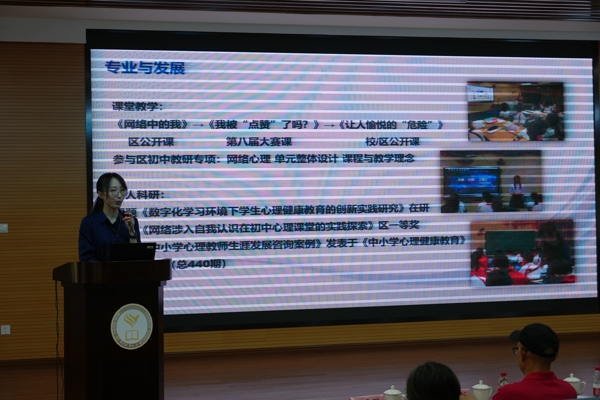 专业与发展
课堂教学：
《网络中的我》→《我被“点赞”了吗？》→《让人愉悦的“危险”》
区公开课 第八届大赛课 校/区公开课
参与区初中教研专项：网络心理 单元整体设计 课程与教学理念
人科研：
《数字化学习环境下学生心理健康教育的创新实践研究》在研
《网络涉入自我认识在初中心理课堂的实践探索》区一等奖
中小学心理教师生涯发展咨询案例》发表于《中小学心理健康教育》
（总440期）